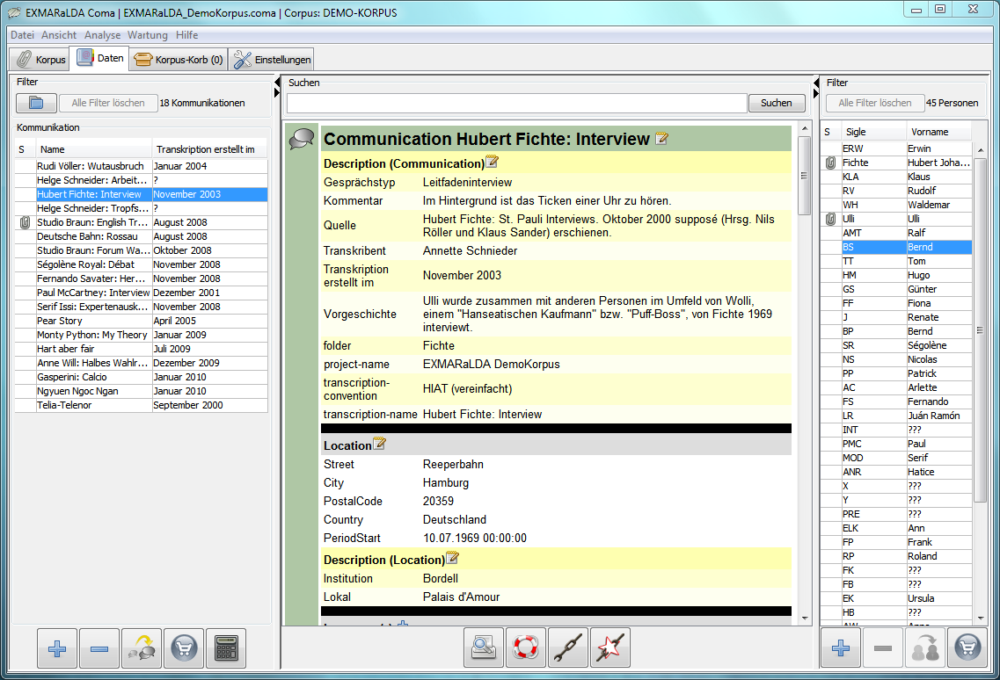 EXMARaLDA Coma | EXMARaLDA_DemoKorpus.coma | Corpus: DEMO-KORPUS
Datei Ansicht Analyse Wartung Hilfe
Korpus Daten Korpus-Korb (0) Einstellungen
Filter
Alle Filter löschen 18 Kommunikationen
Kommunikation
S Name Transkription erstellt im
Rudi Völler: Wutausbruch Januar 2004
Helge Schneider: Arbeit... ?
Hubert Fichte: Interview November 2003
Helge Schneider: Tropfs... ?
Studio Braun: English Tr... August 2008
Deutsche Bahn: Rossau August 2008
Studio Braun: Forum Wa... Oktober 2008
Ségolène Royal: Débat November 2008
Fernando Savater: Her... November 2008
Paul McCartney: Interview Dezember 2001
Serif Issi: Expertenausk... November 2008
Pear Story April 2005
Monty Python: My Theory Januar 2009
Hart aber fair Juli 2009
Anne Will: Halbes Wahlr... Dezember 2009
Gasperini: Calcio Januar 2010
Ngyuen Ngoc Ngan Januar 2010
Telia-Telenor September 2000
Suchen
Suchen
Communication Hubert Fichte: Interview
Description (Communication)
Gesprächstyp Leitfadeninterview
Kommentar Im Hintergrund ist das Ticken einer Uhr zu hören.
Quelle Hubert Fichte: St. Pauli Interviews. Oktober 2000 supposé (Hrsg. Nils
Röller und Klaus Sander) erschienen.
Transkribent Annette Schnieder
Transkription
erstellt im November 2003
Vorgeschichte Ulli wurde zusammen mit anderen Personen im Umfeld von Wolli,
einem "Hanseatischen Kaufmann" bzw. "Puff-Boss", von Fichte 1969
interviewt.
folder Fichte
project-name EXMARaLDA DemoKorpus
transcription-
convention HIAT (vereinfacht)
transcription-name Hubert Fichte: Interview
Location
Street Reeperbahn
City Hamburg
PostalCode 20359
Country Deutschland
PeriodStart 10.07.1969 00:00:00
Description (Location)
Institution Bordell
Lokal Palais d'Amour
Filter
Alle Filter löschen 45 Personen
S Sigle Vorname
ERW Erwin
Fichte Hubert Joha...
KLA Klaus
RV Rudolf
WH Waldemar
Ulli Ulli
AMT Ralf
BS Bernd
TT Tom
HM Hugo
GS Günter
FF Fiona
J Renate
BP Bernd
SR Ségolène
NS Nicolas
PP Patrick
AC Arlette
FS Fernando
LR Juán Ramón
INT ???
PMC Paul
MOD Serif
ANR Hatice
X ???
Y ???
PRE ???
ELK Ann
FP Frank
RP Roland
FK ???
FB ???
EK Ursula
HB ???